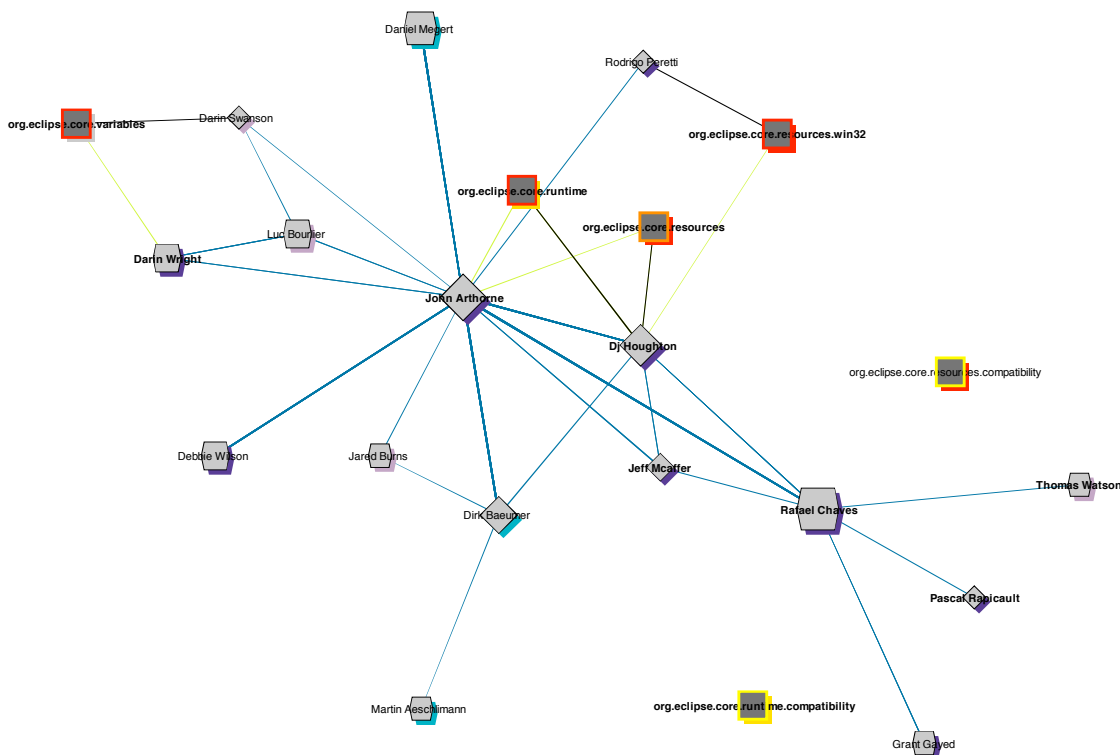 Daniel Megert
Rodrigo Peretti
Darin Swanson
org.eclipse.core.variables
org.eclipse.core.resources.win32
org.eclipse.core.runtime
org.eclipse.core.resources
Luc Bourlier
Darin Wright
John Arthorne
Dj Houghton
org.eclipse.core.resources.compatibility
Debbie Wilson
Jared Burns
Jeff Mcaffer
Thomas Watson
Rafael Chaves
Dirk Baeumer
Pascal Rapicault
Martin Aeschlimann
org.eclipse.core.runtime.compatibility
Grant Gayed